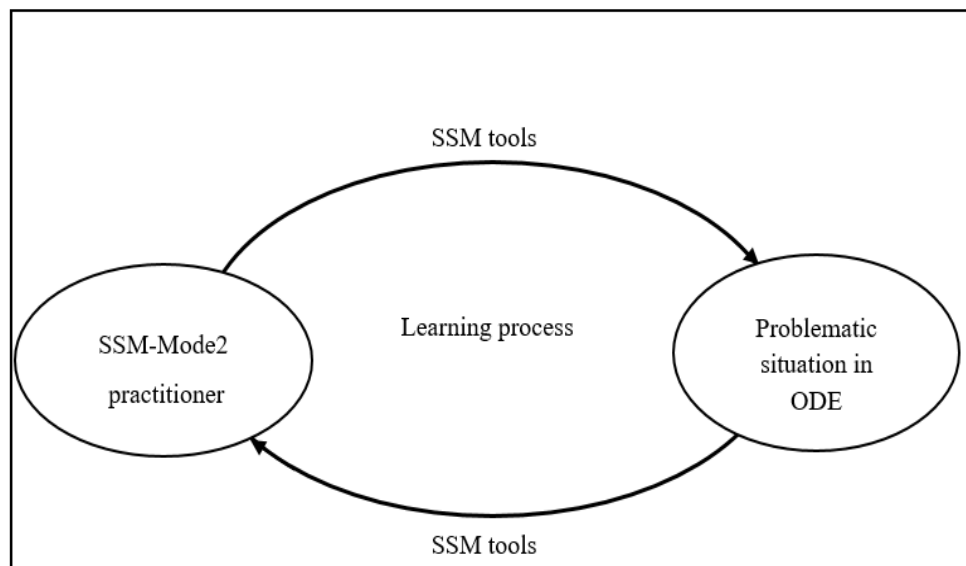 SSM tools
SSM-Mode2
practitioner
Learning process
Problematic
situation in
ODE
SSM tools